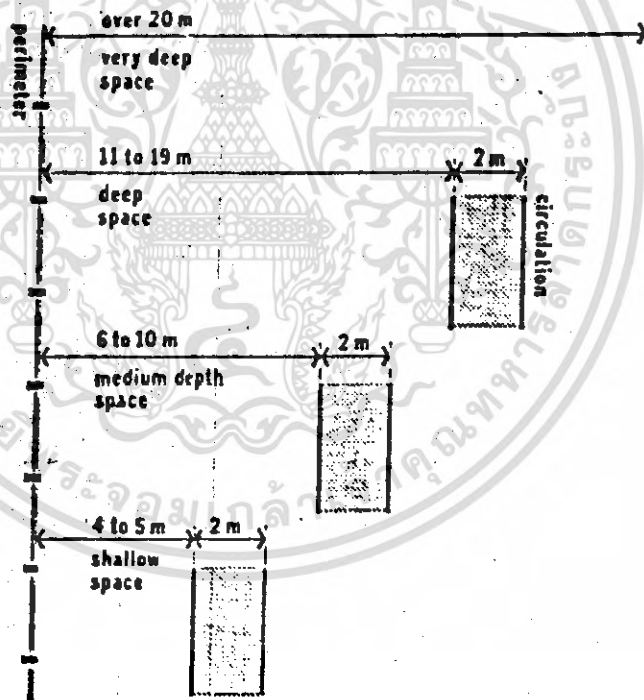 perimeter
over 20 m
very deep
space
11 to 19 m
2 m
deep
space
circulation
6 to 10 m
2 m
medium depth
space
4 to 5 m
2 m
shallow
space